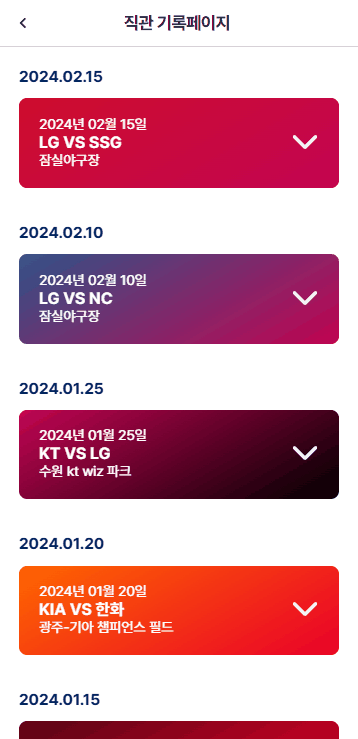 직관 기록페이지
2024.02.15
2024년 02월 15일
LG VS SSG
잠실야구장
2024.02.10
2024년 02월 10일
LG VS NC
잠실야구장
2024.01.25
2024년 01월 25일
KT VS LG
수원 kt wiz 파크
2024.01.20
2024년 01월 20일
KIA VS 한화
광주-기아 챔피언스 필드
2024.01.15